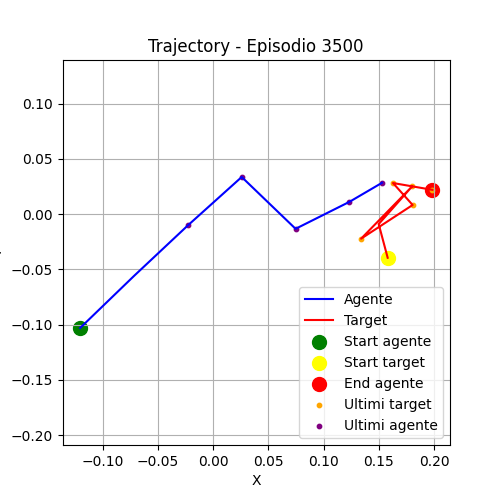 Trajectory - Episodio 3500
0.10
0.05
0.00
−0.05
−0.10
−0.15
−0.20
−0.10
−0.05
0.00
0.05
0.10
0.15
0.20
X
Agente
Target
Start agente
Start target
End agente
Ultimi target
Ultimi agente